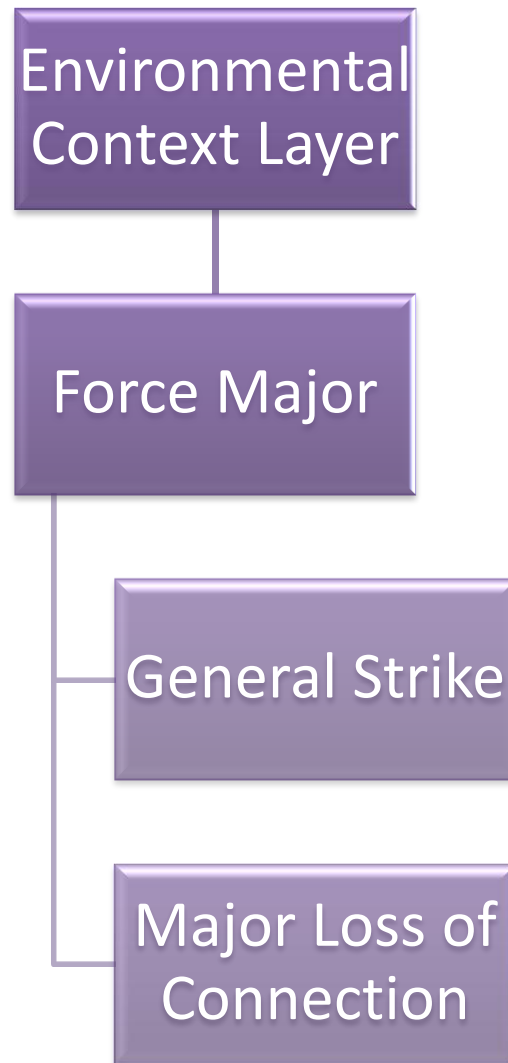 Environmental
Context Layer
Force Major
General Strike
Major Loss of
Connection